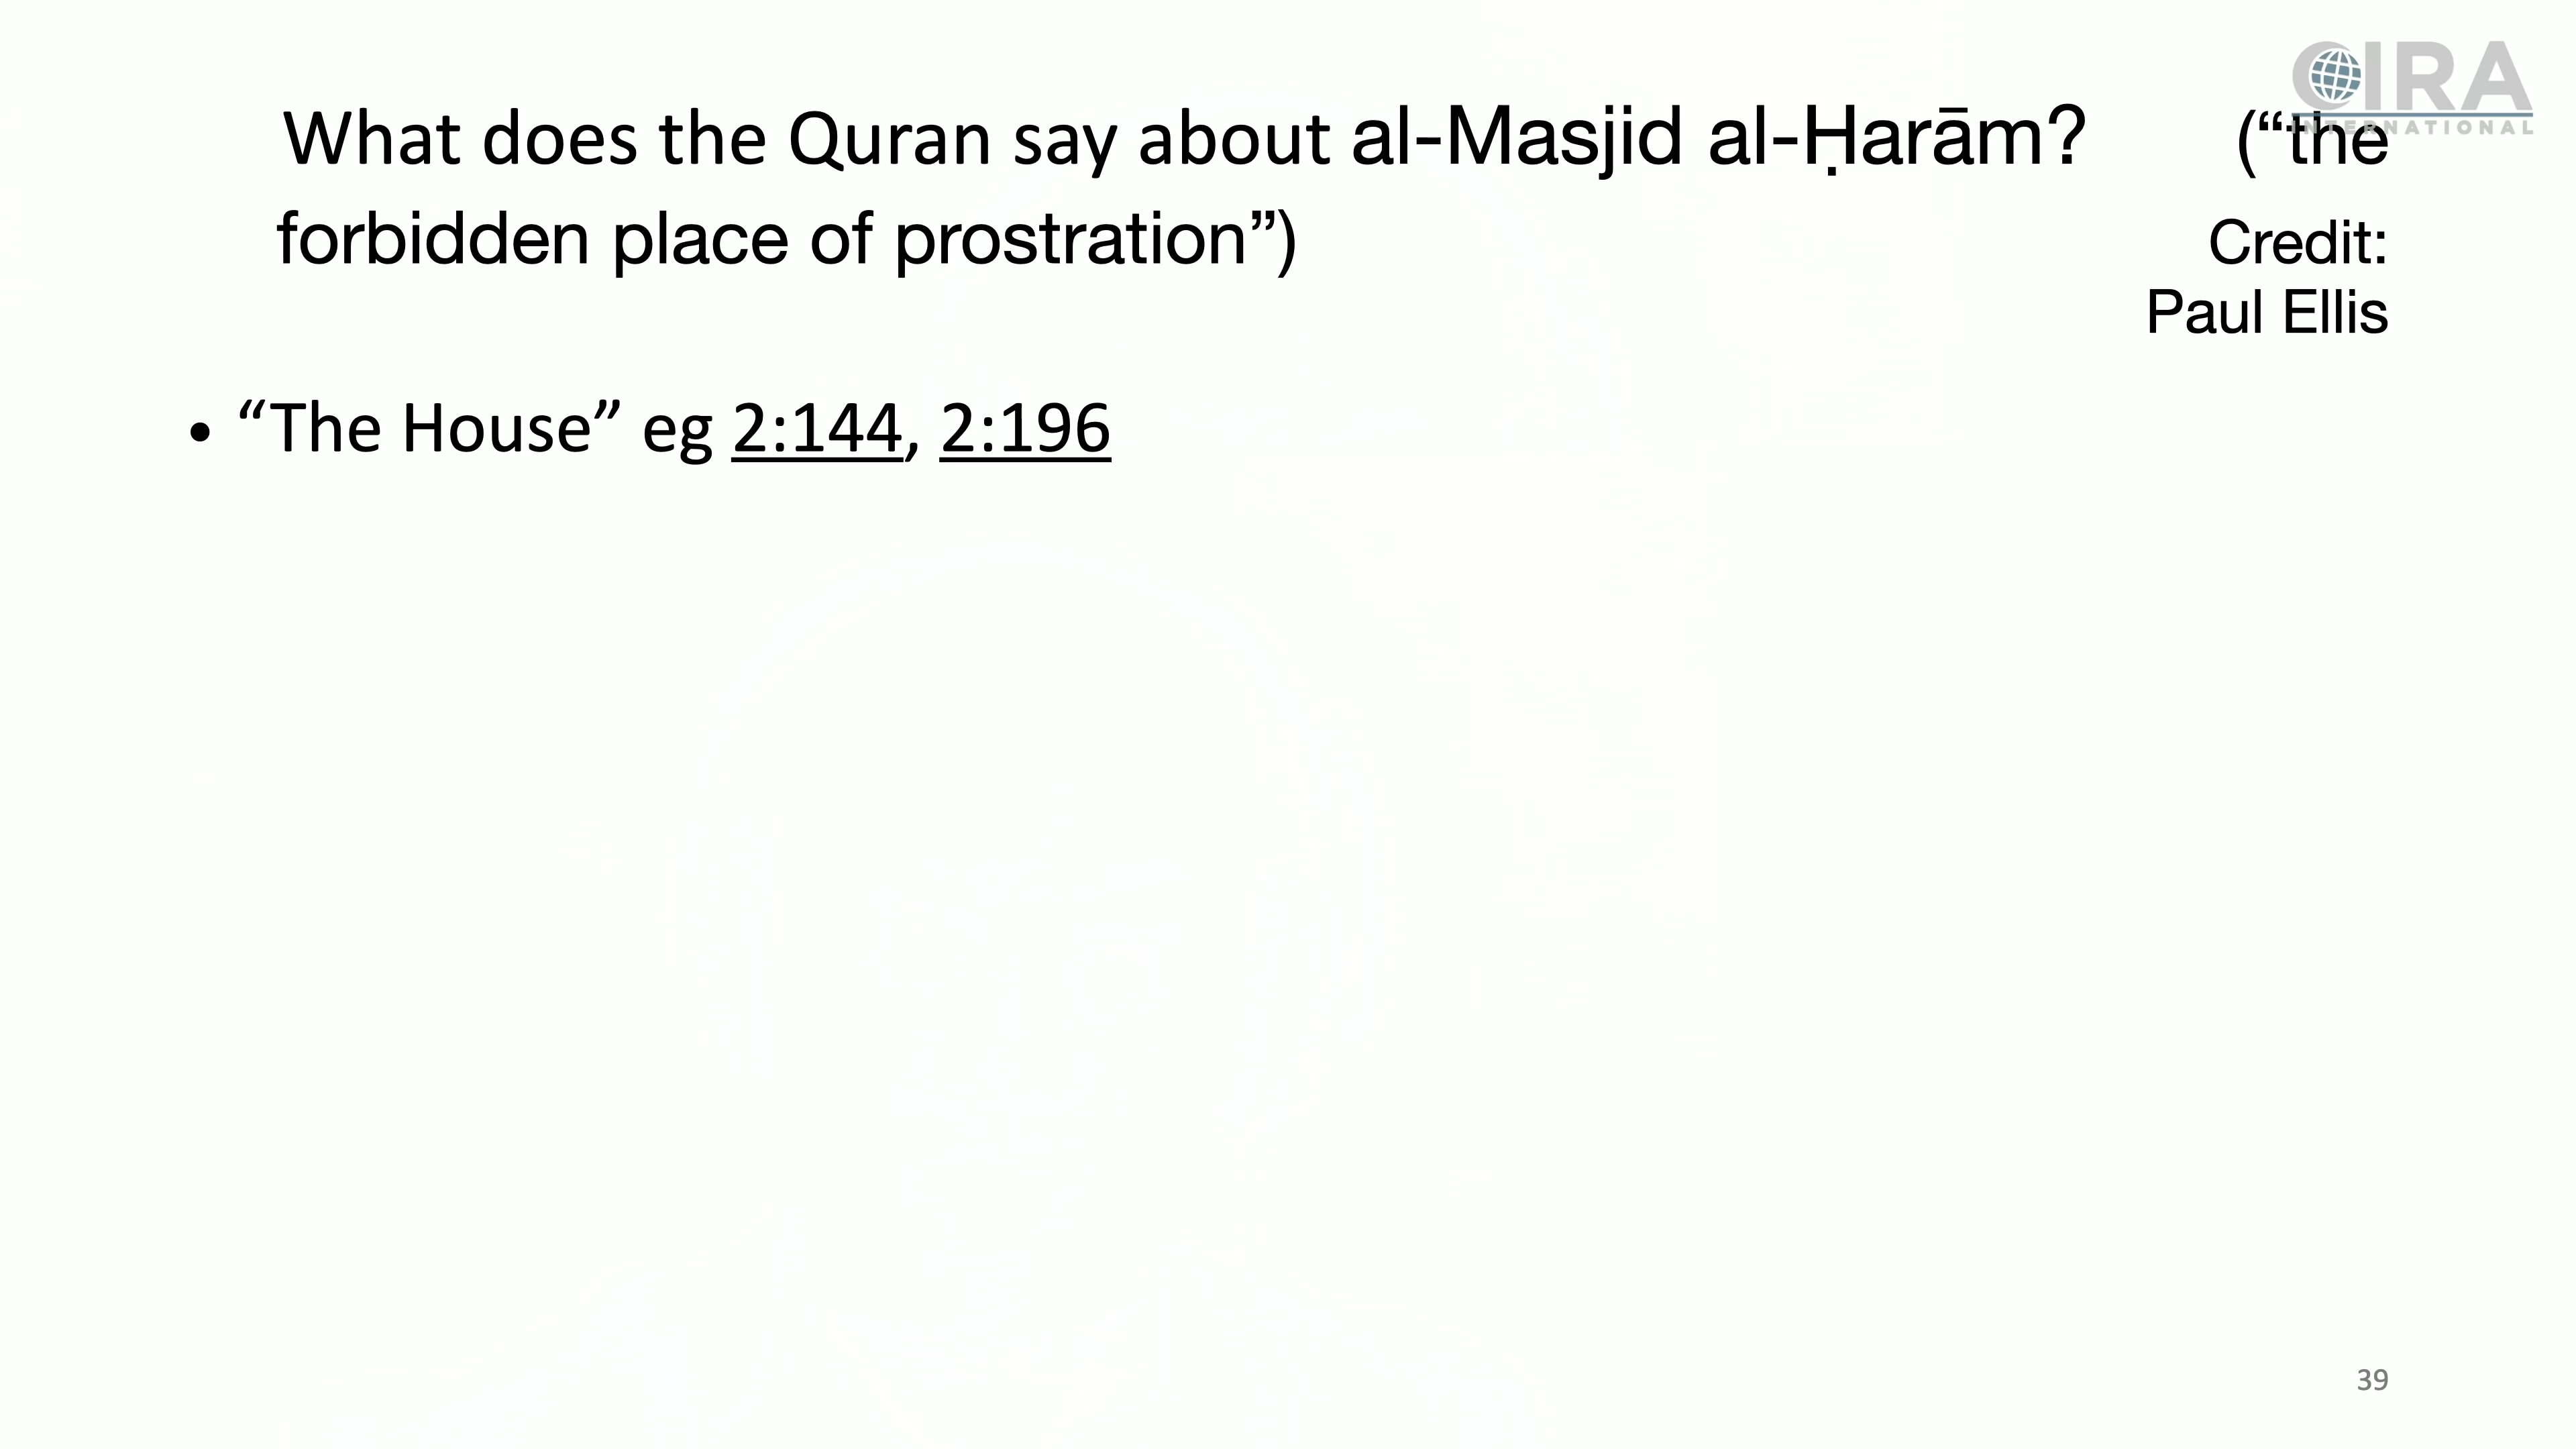 CIRA
INTERNATIONAL
What does the Quran say about al-Masjid al-Ḥarām? (“the
forbidden place of prostration”)
Credit:
Paul Ellis
• “The House” eg 2:144, 2:196
39